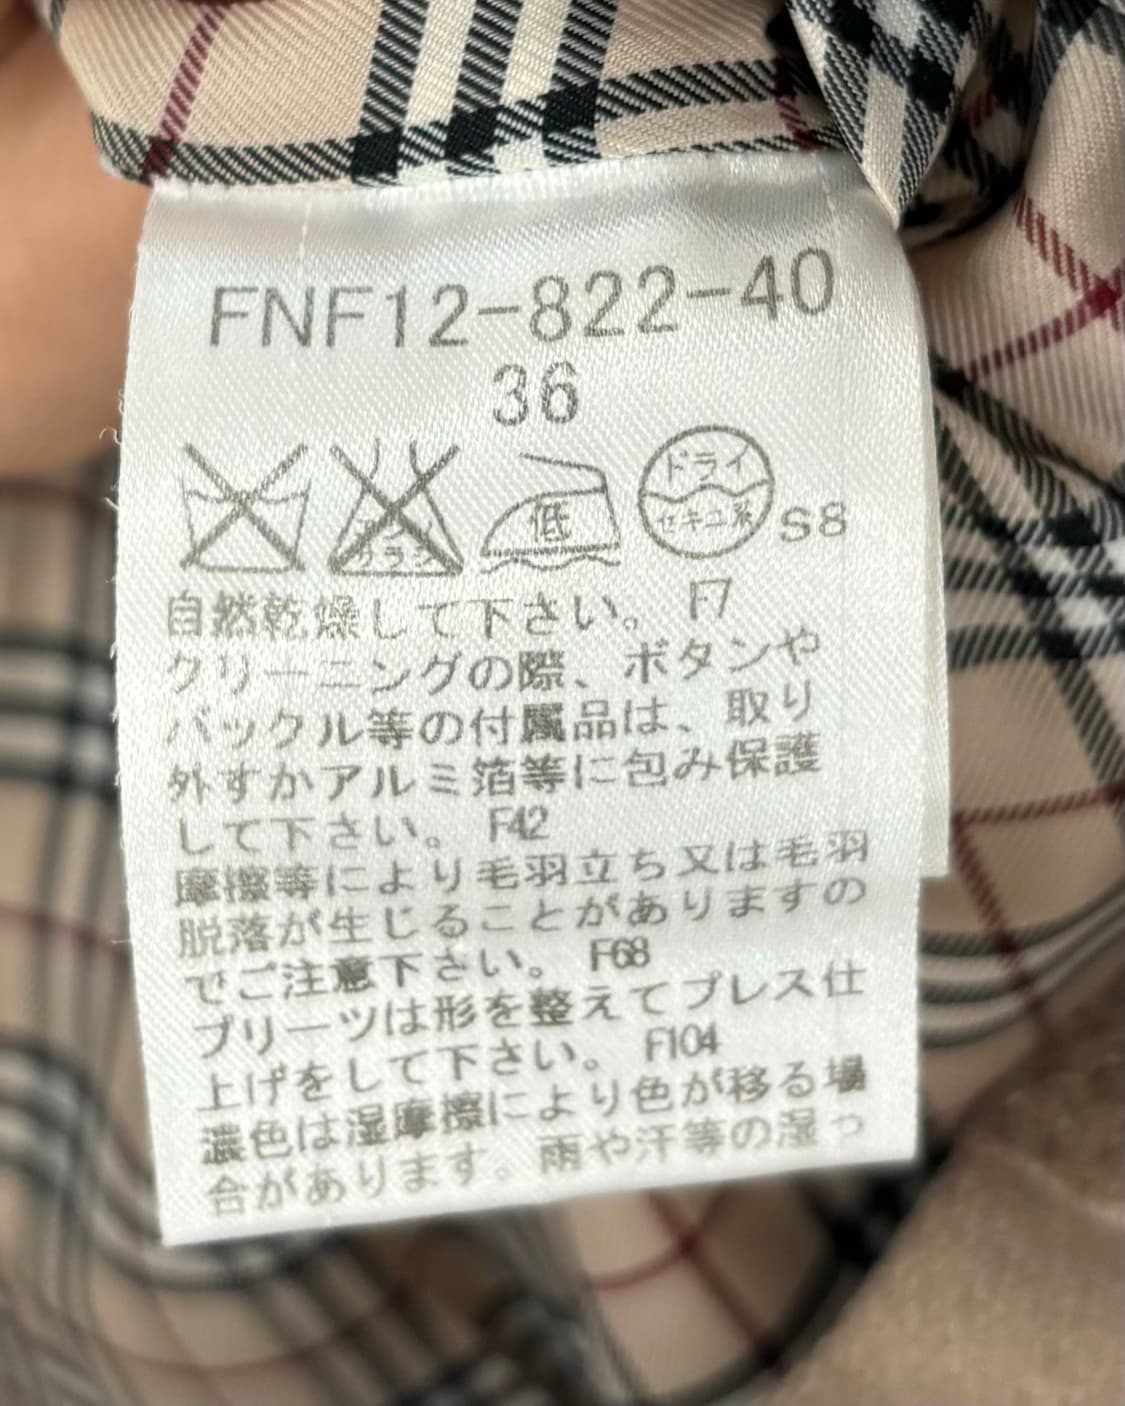 FNF12-822-40
36
エンソ
サラシ
低
ドライ
セキユ系
S8
自然乾燥して下さい。 F7
クリーニングの際、ボタンや
バックル等の付属品は、取り
外すかアルミ箔等に包み保護
して下さい。 F42
摩擦等により毛羽立ち又は毛羽
脱落が生じることがありますの
でご注意下さい。 F68
プリーツは形を整えてプレス仕
上げをして下さい。 F104
濃色は湿摩擦により色が移る場
合があります。雨や汗等の湿っ